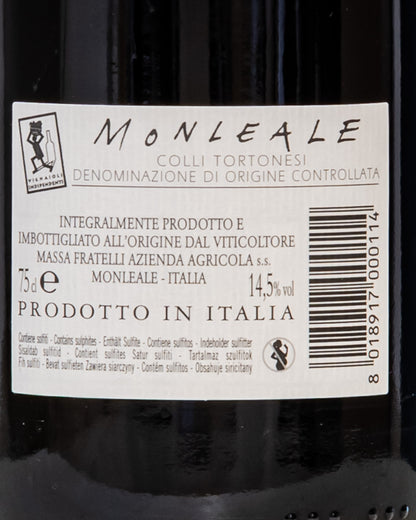 MONLEALE
COLLI TORTONESI
DENOMINAZIONE DI ORIGINE CONTROLLATA
VIGNAIOLI
INDIPENDENTI
INTEGRALMENTE PRODOTTO E
IMBOTTIGLIATO ALL'ORIGINE DAL VITICOLTORE
MASSA FRATELLI AZIENDA AGRICOLA s.s.
75 cl e MONLEALE - ITALIA 14,5% vol
PRODOTTO IN ITALIA
Contiene solfiti - Contains sulphites - Enthält Sulfite - Contiene sulfitos - Indeholder sulfitter
Sisaldab sulfitid - Contient sulfites Satur sulfiti - Tartalmaz szulfitok
Fih sulfiti - Bevat sulfieten Zawiera siarczyny - Contém sulfitos - Obsahuje siricitany
8 018917 000114